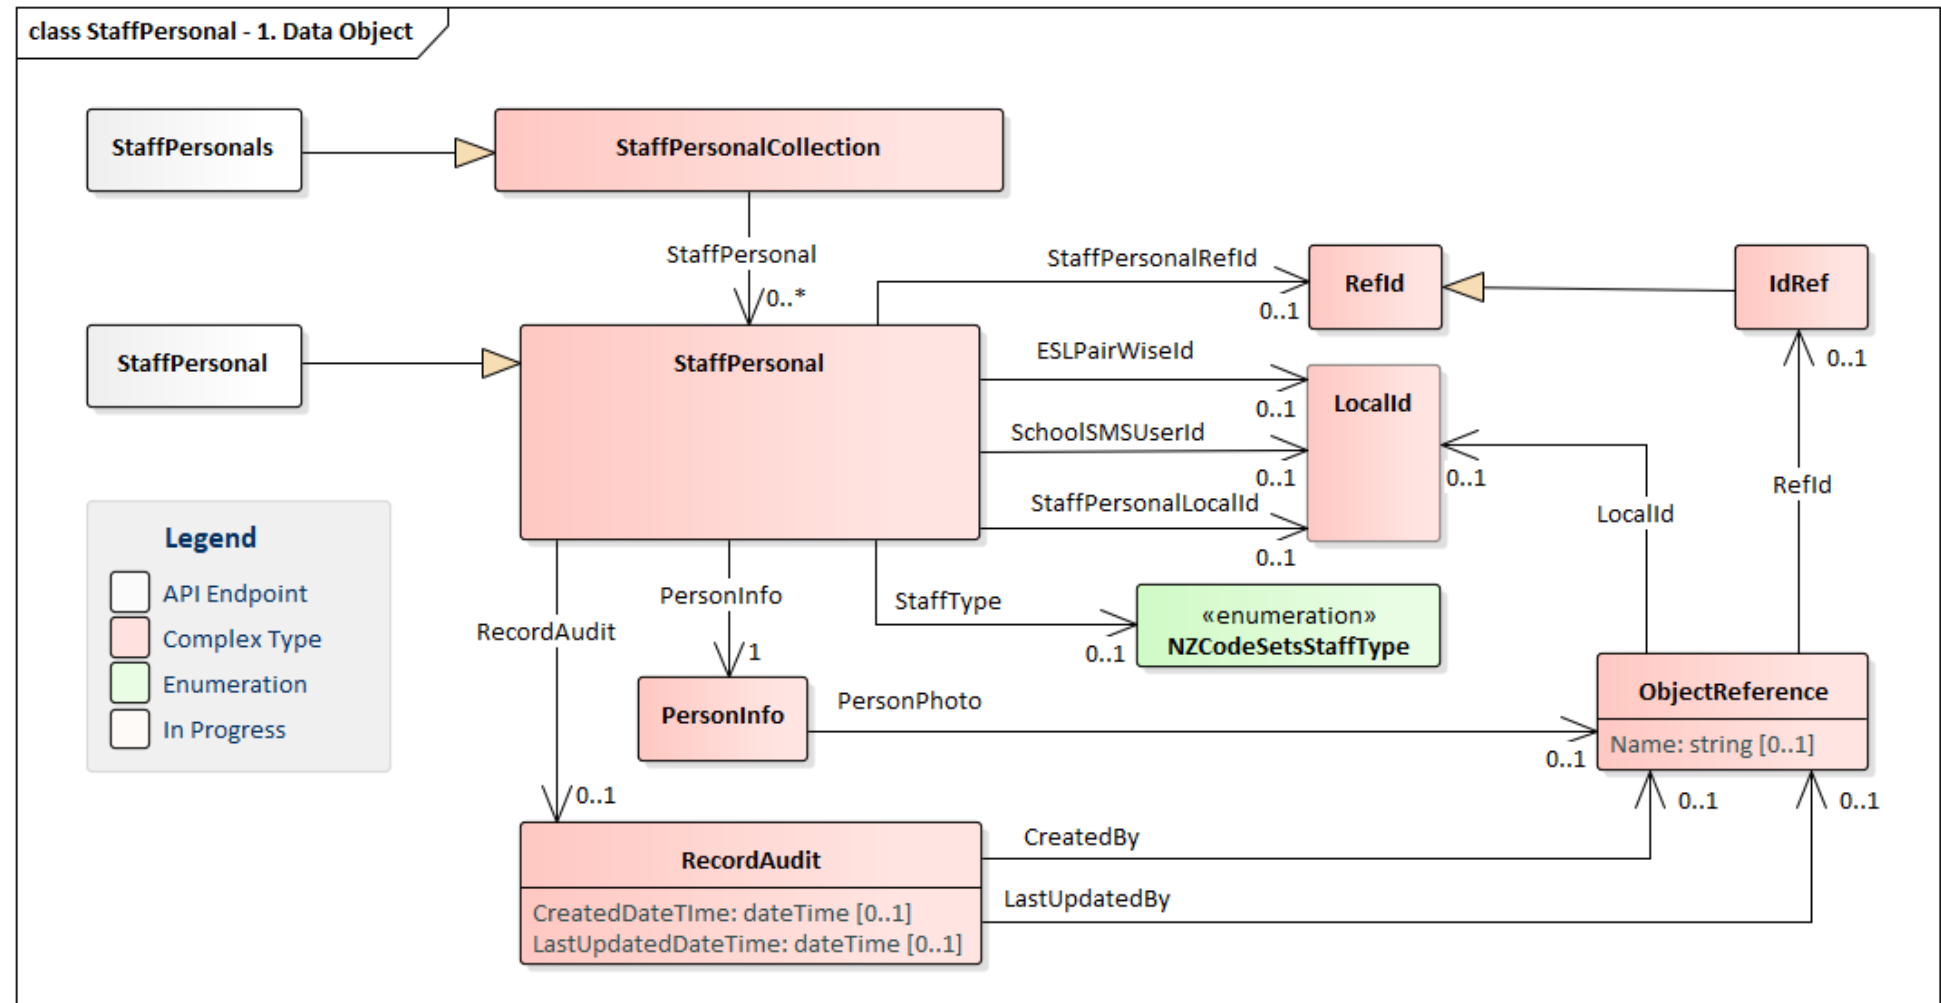 class StaffPersonal - 1. Data Object
StaffPersonals
StaffPersonalCollection
StaffPersonal
0..*
StaffPersonalRefId
0..1
RefId
IdRef
0..1
StaffPersonal
StaffPersonal
ESLPairWiseId
0..1
SchoolSMSUserId
0..1
StaffPersonalLocalId
0..1
LocalId
0..1
LocalId
RefId
Legend
API Endpoint
Complex Type
Enumeration
In Progress
RecordAudit
0..1
PersonInfo
1
StaffType
0..1
«enumeration»
NZCodeSetsStaffType
PersonInfo
PersonPhoto
0..1
ObjectReference
Name: string [0..1]
0..1
0..1
RecordAudit
CreatedDateTIme: dateTime [0..1]
LastUpdatedDateTime: dateTime [0..1]
CreatedBy
LastUpdatedBy